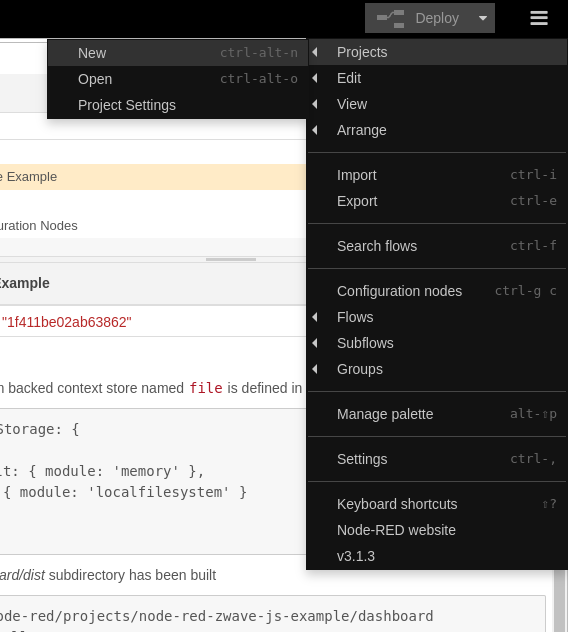 Deploy
New ctrl-alt-n
Open ctrl-alt-o
Project Settings
Projects
Edit
View
Arrange
Import ctrl-i
Export ctrl-e
Search flows ctrl-f
Configuration nodes ctrl-g c
Flows
Subflows
Groups
Manage palette alt-⇧p
Settings ctrl-,
Keyboard shortcuts ⇧?
Node-RED website
v3.1.3
e Example
uration Nodes
Example
"1f411be02ab63862"
n backed context store named file is defined in
Storage: {
lt: { module: 'memory' },
{ module: 'localfilesystem' }
ard/dist subdirectory has been built
ode-red/projects/node-red-zwave-js-example/dashboard